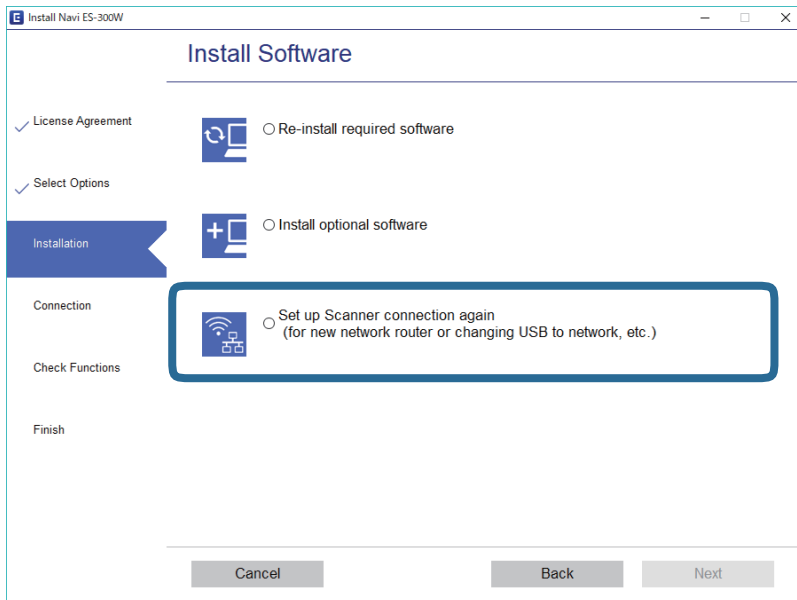 Install Navi ES-300W
Install Software
License Agreement
Select Options
Installation
Connection
Check Functions
Finish
Re-install required software
Install optional software
Set up Scanner connection again
(for new network router or changing USB to network, etc.)
Cancel
Back
Next